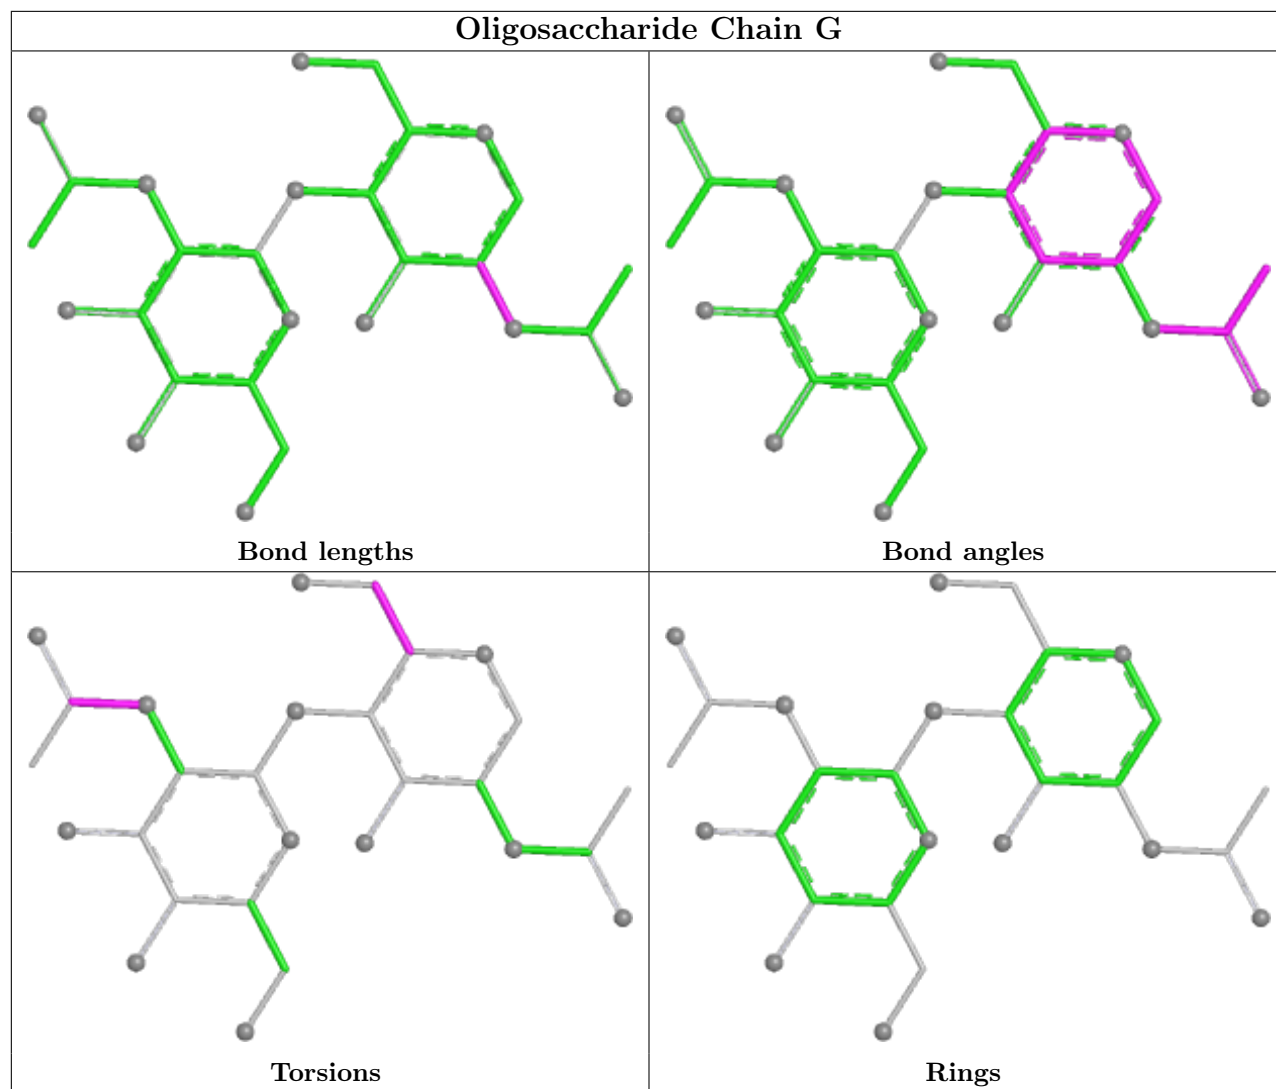 Oligosaccharide Chain G
Bond lengths
Bond angles
Torsions
Rings